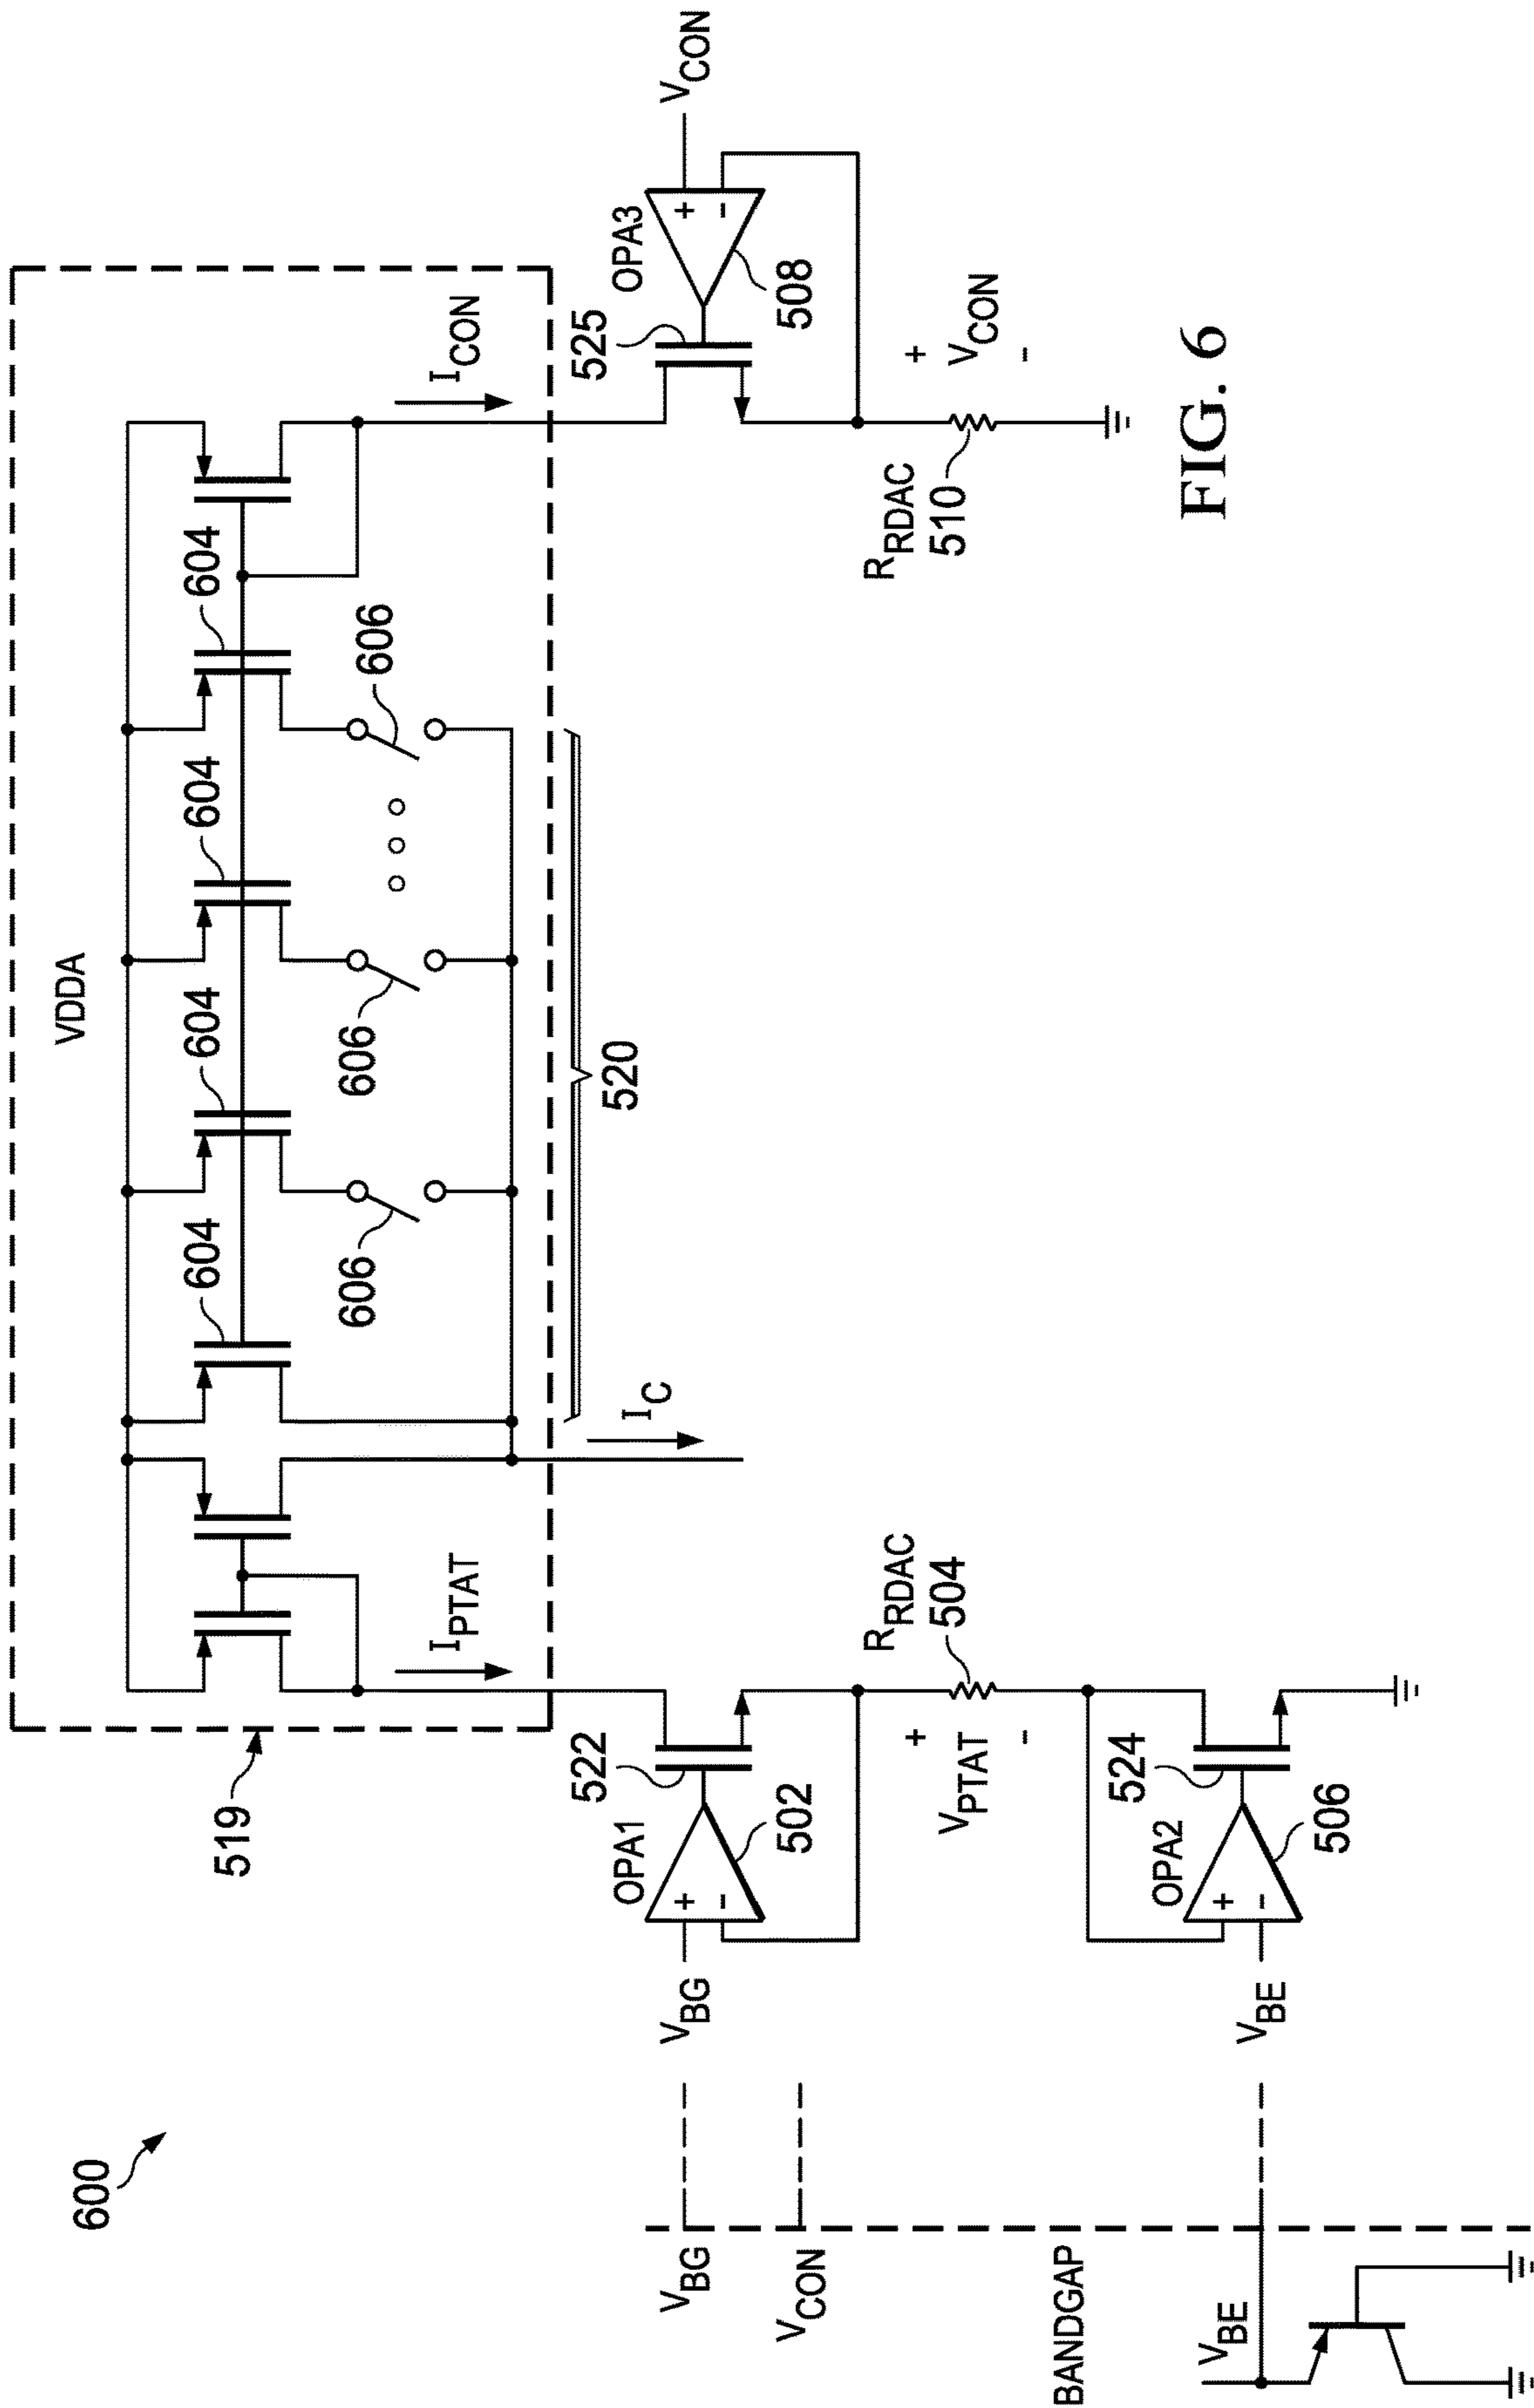 600
519
VDDA
604
604
604
604
606
606
606
I_PTAT
I_C
520
I_CON
V_BG
V_CON
BANDGAP
V_BE
V_BG
OPA1
+
-
502
522
+
V_PTAT
-
R_RDAC
504
V_BE
OPA2
+
-
506
524
525
OPA3
+
-
508
V_CON
R_RDAC
510
+
V_CON
-
FIG. 6